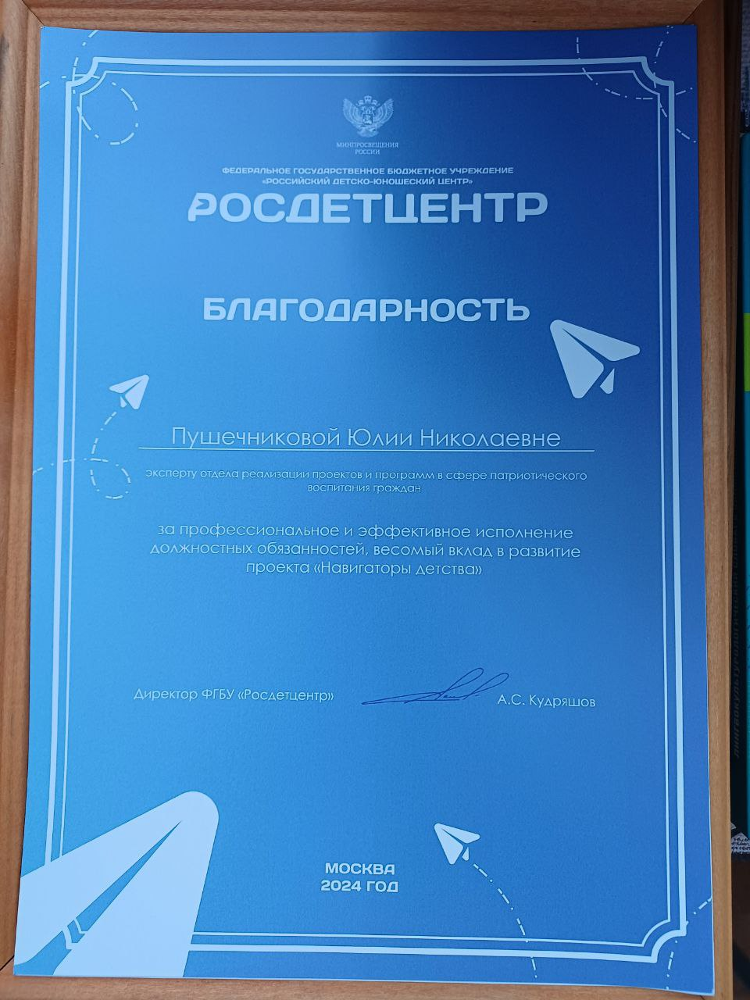 МИНПРОСВЕЩЕНИЯ
РОССИИ
ФЕДЕРАЛЬНОЕ ГОСУДАРСТВЕННОЕ БЮДЖЕТНОЕ УЧРЕЖДЕНИЕ
«РОССИЙСКИЙ ДЕТСКО-ЮНОШЕСКИЙ ЦЕНТР»
РОСДЕТЦЕНТР
БЛАГОДАРНОСТЬ
Пушечниковой Юлии Николаевне
эксперту отдела реализации проектов и программ в сфере патриотического
воспитания граждан
за профессиональное и эффективное исполнение
должностных обязанностей, весомый вклад в развитие
проекта «Навигаторы детства»
Директор ФГБУ «Росдетцентр»
А.С. Кудряшов
МОСКВА
2024 ГОД